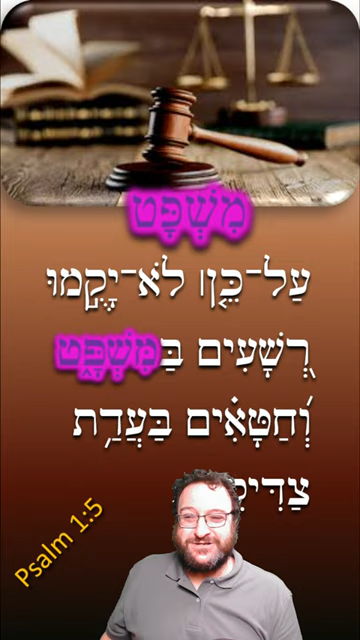 מִשְׁפָּט
עַל־כֵּ֤ן׀ לֹא־יָקֻ֣מוּ
רְ֭שָׁעִים בַּמִּשְׁפָּ֑ט
וְ֝חַטָּאִ֗ים בַּעֲדַ֥ת
Psalm 1:5